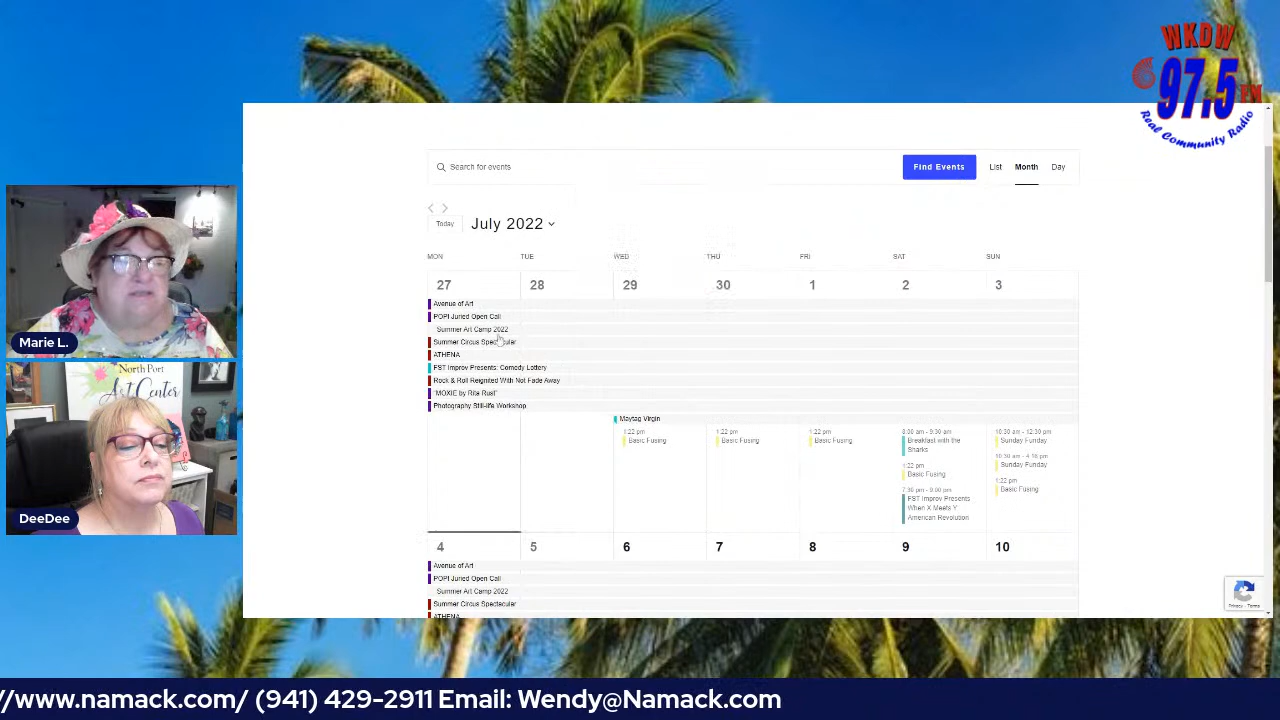 WKDW
97.5 FM
Real Community Radio
Search for events
Find Events
List
Month
Day
Today
July 2022
MON
TUE
WED
THU
FRI
SAT
SUN
27
28
29
30
1
2
3
Avenue of Art
POP! Juried Open Call
Summer Art Camp 2022
Summer Circus Spectacular
ATHENA
FST Improv Presents: Comedy Lottery
Rock & Roll Reignited With Not Fade Away
"MOXIE by Rita Rust"
Photography Still-life Workshop
Maytag Virgin
1:22 pm
Basic Fusing
1:22 pm
Basic Fusing
1:22 pm
Basic Fusing
8:00 am - 9:30 am
Breakfast with the
Sharks
1:22 pm
Basic Fusing
7:30 pm - 9:00 pm
FST Improv Presents
When X Meets Y
American Revolution
10:30 am - 12:30 pm
Sunday Funday
10:30 am - 4:16 pm
Sunday Funday
1:22 pm
Basic Fusing
4
5
6
7
8
9
10
Avenue of Art
POP! Juried Open Call
Summer Art Camp 2022
Summer Circus Spectacular
ATHENA
Privacy - Terms
Marie L.
North Port
Art Center
DeeDee
//www.namack.com/ (941) 429-2911 Email: Wendy@Namack.com